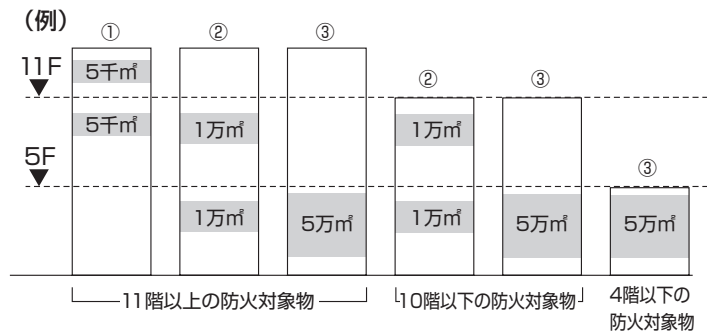 (例)
① ② ③
11F
5千㎡
② ③
5千㎡ 1万㎡ 1万㎡
5F
③
1万㎡ 5万㎡ 1万㎡ 5万㎡ 5万㎡
11階以上の防火対象物 10階以下の防火対象物 4階以下の
防火対象物